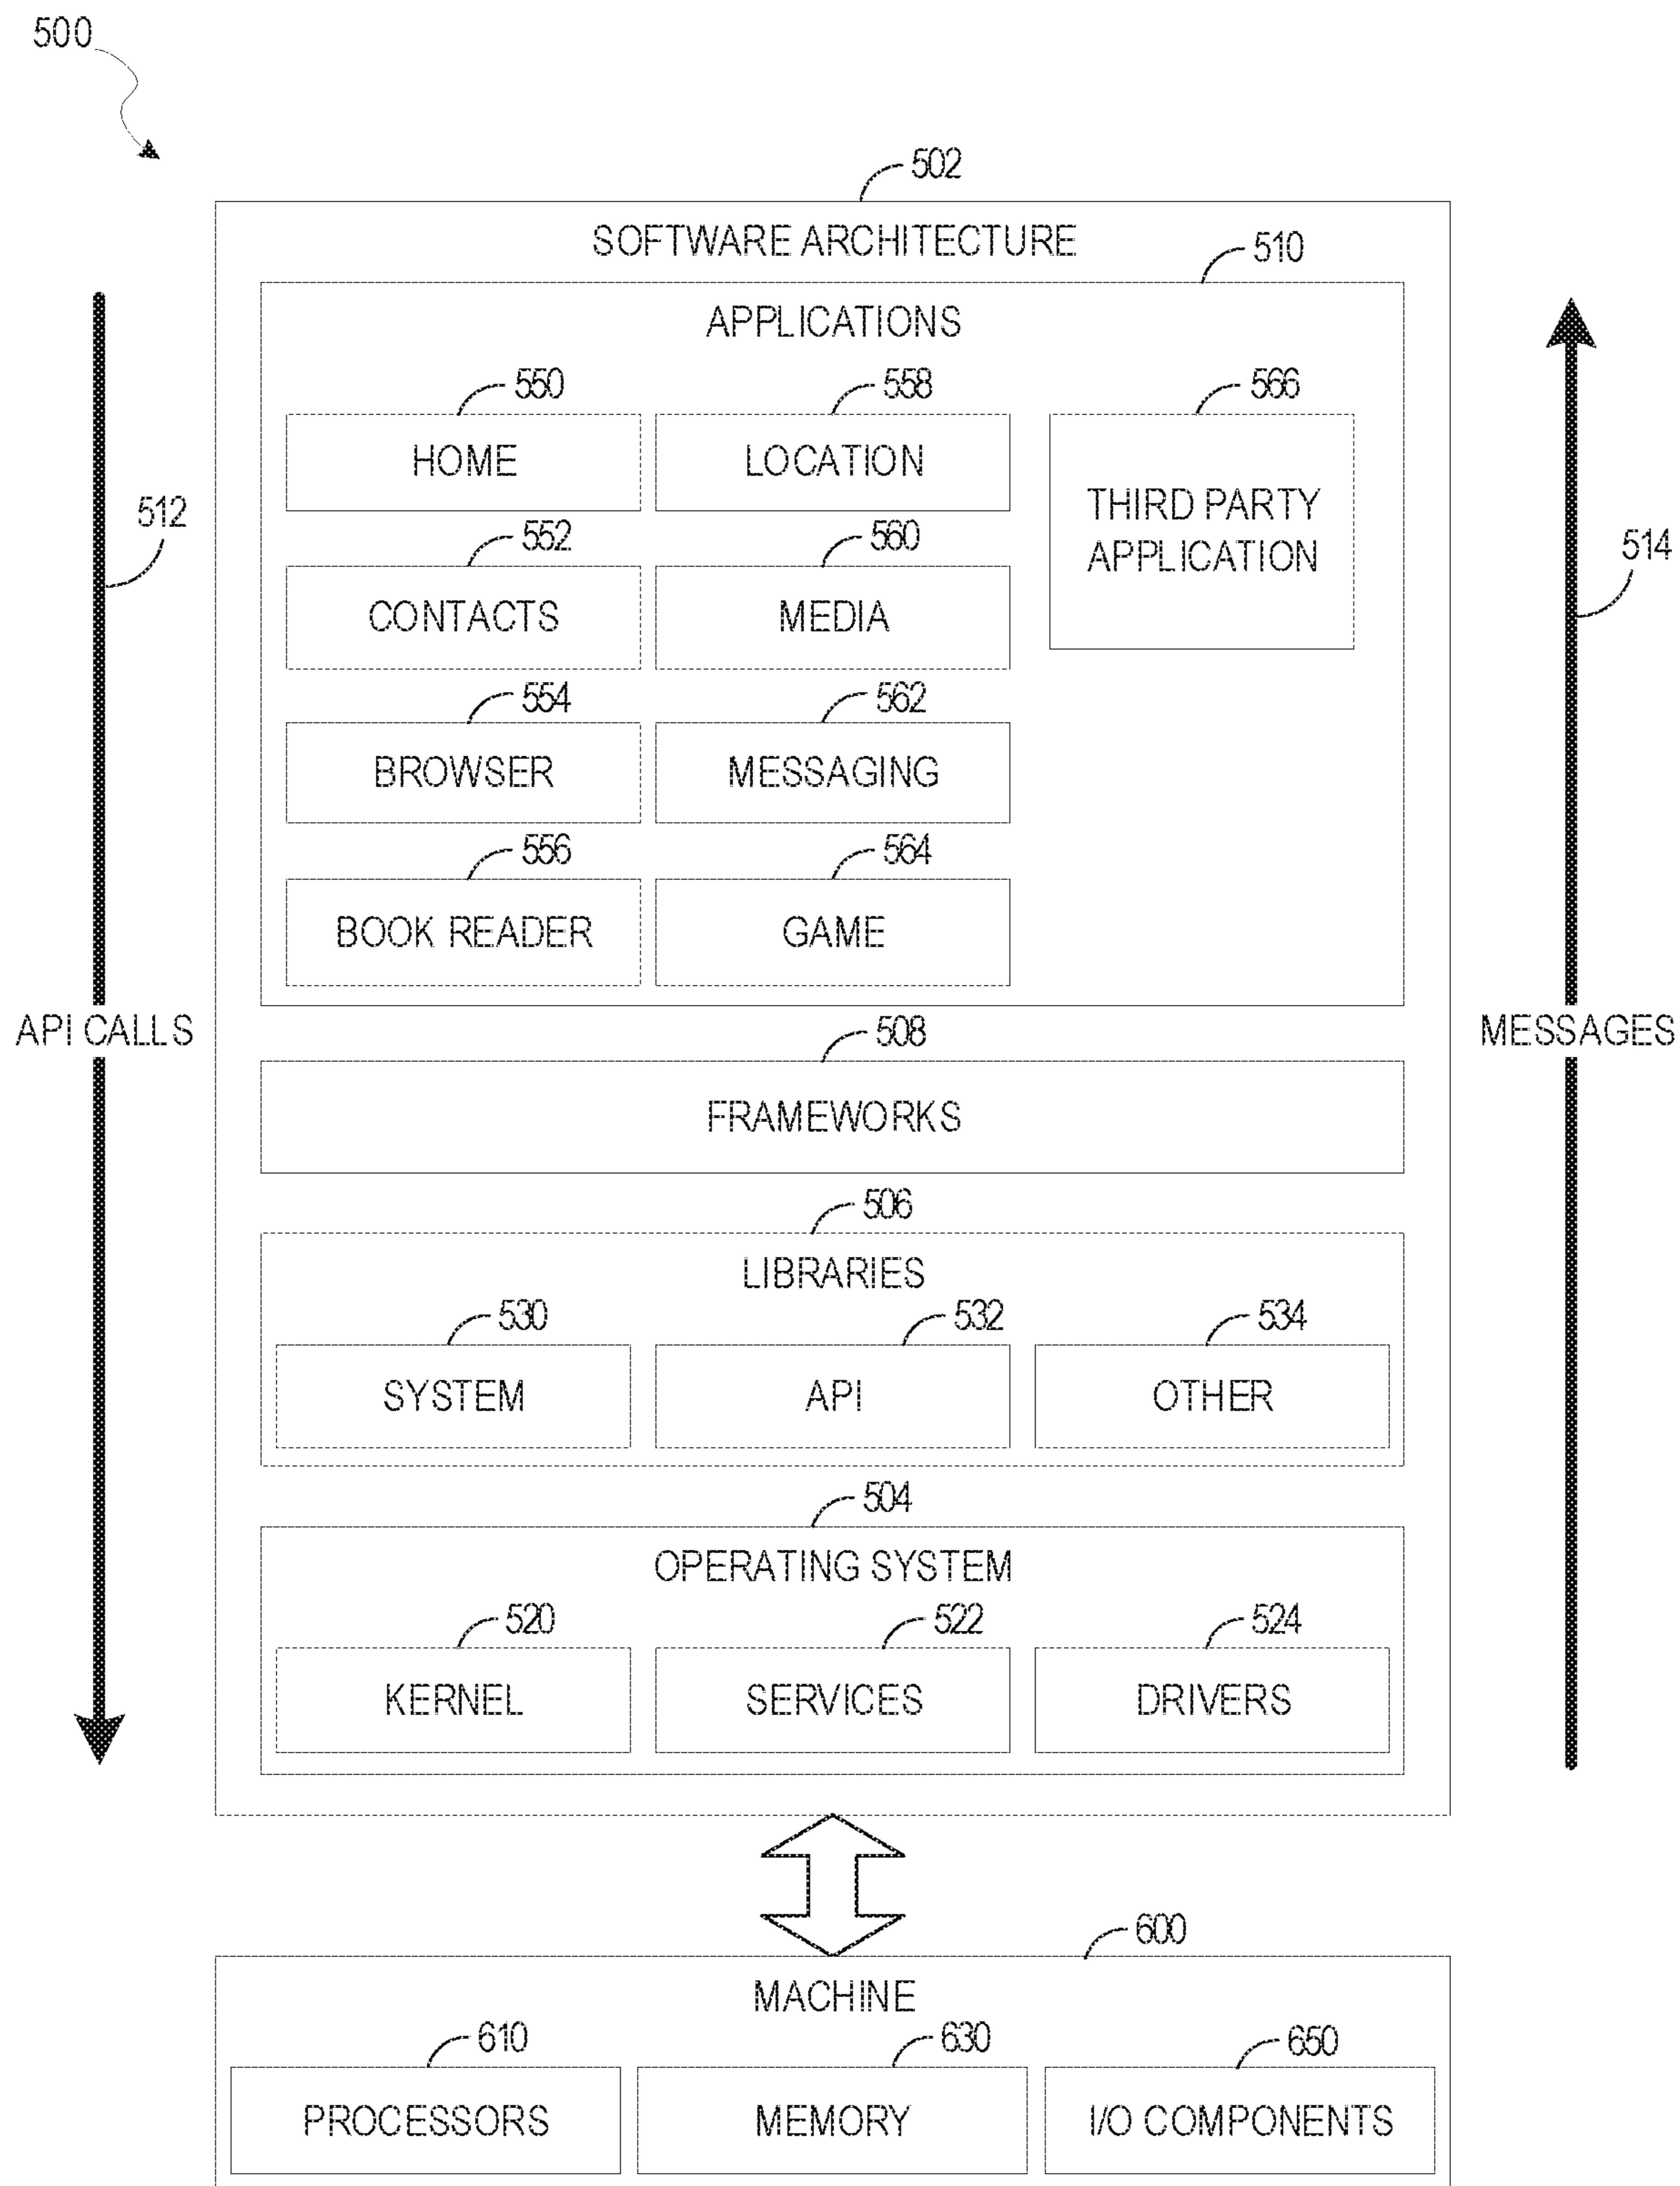 500
502
SOFTWARE ARCHITECTURE
510
APPLICATIONS
550
558
566
HOME
LOCATION
THIRD PARTY
APPLICATION
512
514
552
560
CONTACTS
MEDIA
554
562
BROWSER
MESSAGING
556
564
BOOK READER
GAME
API CALLS
MESSAGES
508
FRAMEWORKS
506
LIBRARIES
530
532
534
SYSTEM
API
OTHER
504
OPERATING SYSTEM
520
522
524
KERNEL
SERVICES
DRIVERS
600
MACHINE
610
630
650
PROCESSORS
MEMORY
I/O COMPONENTS